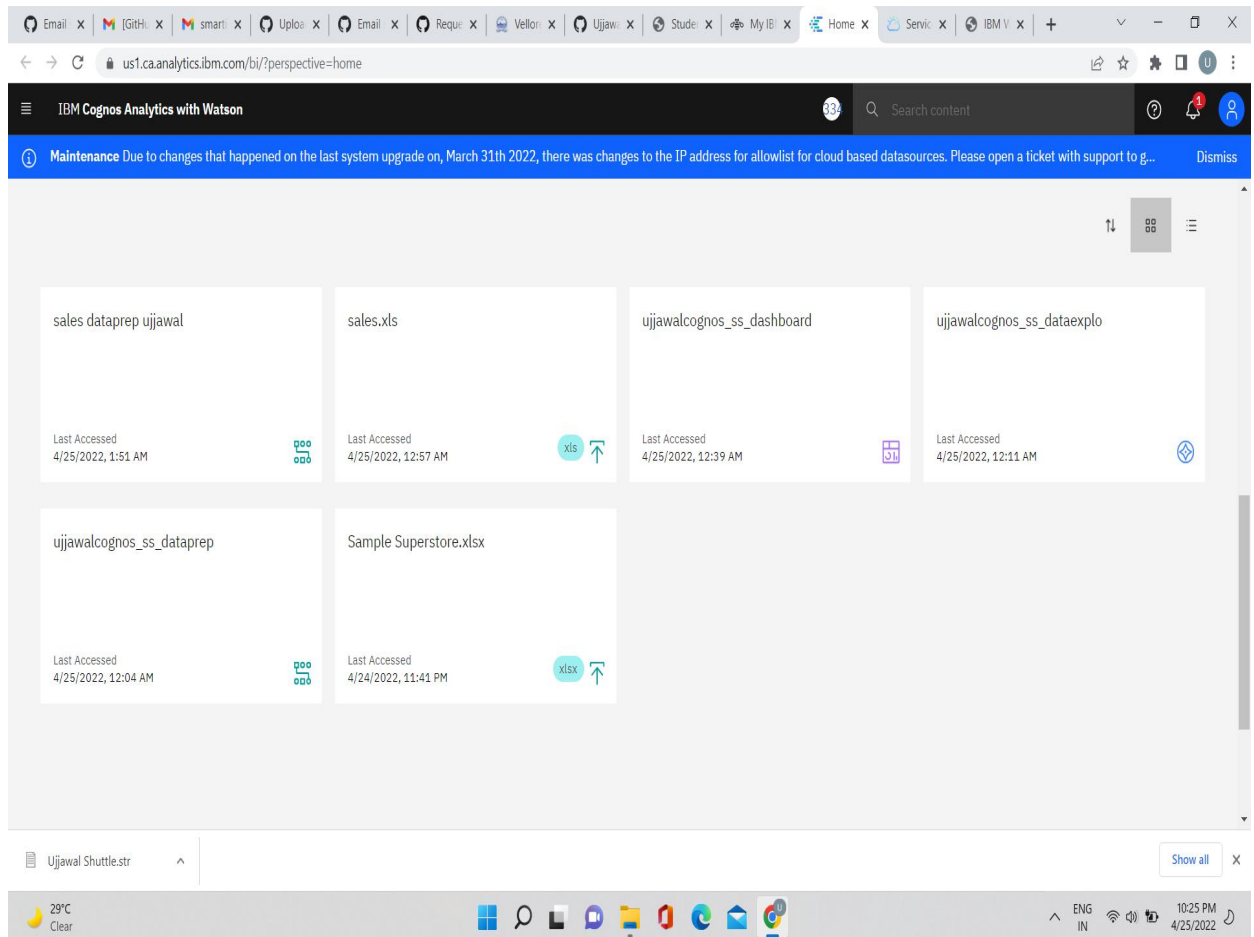 Email
[GitHu
smarti
Uploa
Email
Reque
Vellor
Ujjawa
Studer
My IB
Home
Servic
IBM V
us1.ca.analytics.ibm.com/bi/?perspective=home
U
IBM Cognos Analytics with Watson
334
Search content
1
Maintenance Due to changes that happened on the last system upgrade on, March 31th 2022, there was changes to the IP address for allowlist for cloud based datasources. Please open a ticket with support to g...
Dismiss
sales dataprep ujjawal
Last Accessed
4/25/2022, 1:51 AM
sales.xls
Last Accessed
4/25/2022, 12:57 AM
xls
ujjawalcognos_ss_dashboard
Last Accessed
4/25/2022, 12:39 AM
ujjawalcognos_ss_dataexplo
Last Accessed
4/25/2022, 12:11 AM
ujjawalcognos_ss_dataprep
Last Accessed
4/25/2022, 12:04 AM
Sample Superstore.xlsx
Last Accessed
4/24/2022, 11:41 PM
xlsx
Ujjawal Shuttle.str
Show all
29°C
Clear
ENG
IN
10:25 PM
4/25/2022